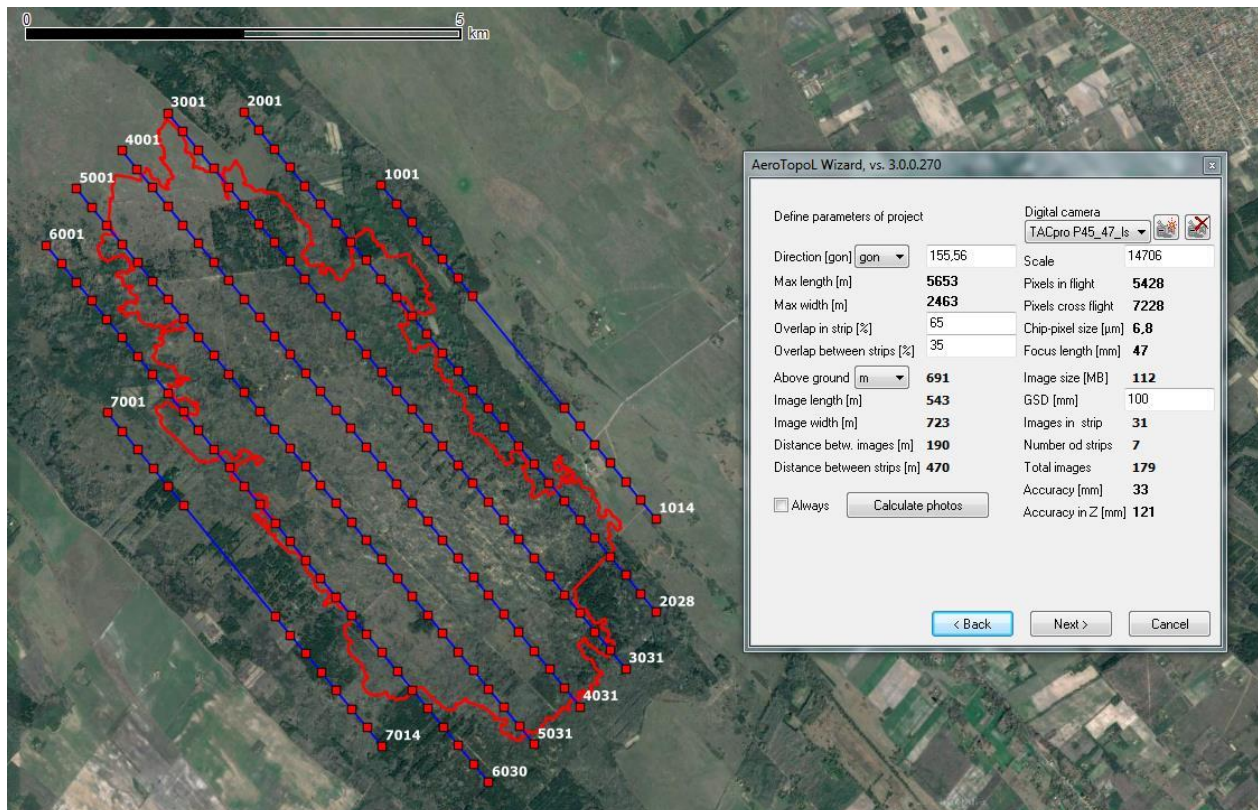 0 5
km
3001 2001
4001
5001
1001
6001
7001
1014
2028
3031
4031
5031
7014
6030
AeroTopoL Wizard, vs. 3.0.0.270
x
Define parameters of project
Direction [gon] gon 155,56
Max length [m] 5653
Max width [m] 2463
Overlap in strip [%] 65
Overlap between strips [%] 35
Above ground m 691
Image length [m] 543
Image width [m] 723
Distance betw. images [m] 190
Distance between strips [m] 470
Always Calculate photos
Digital camera
TACpro P45_47_ls
Scale 14706
Pixels in flight 5428
Pixels cross flight 7228
Chip-pixel size [µm] 6,8
Focus length [mm] 47
Image size [MB] 112
GSD [mm] 100
Images in strip 31
Number od strips 7
Total images 179
Accuracy [mm] 33
Accuracy in Z [mm] 121
< Back Next > Cancel